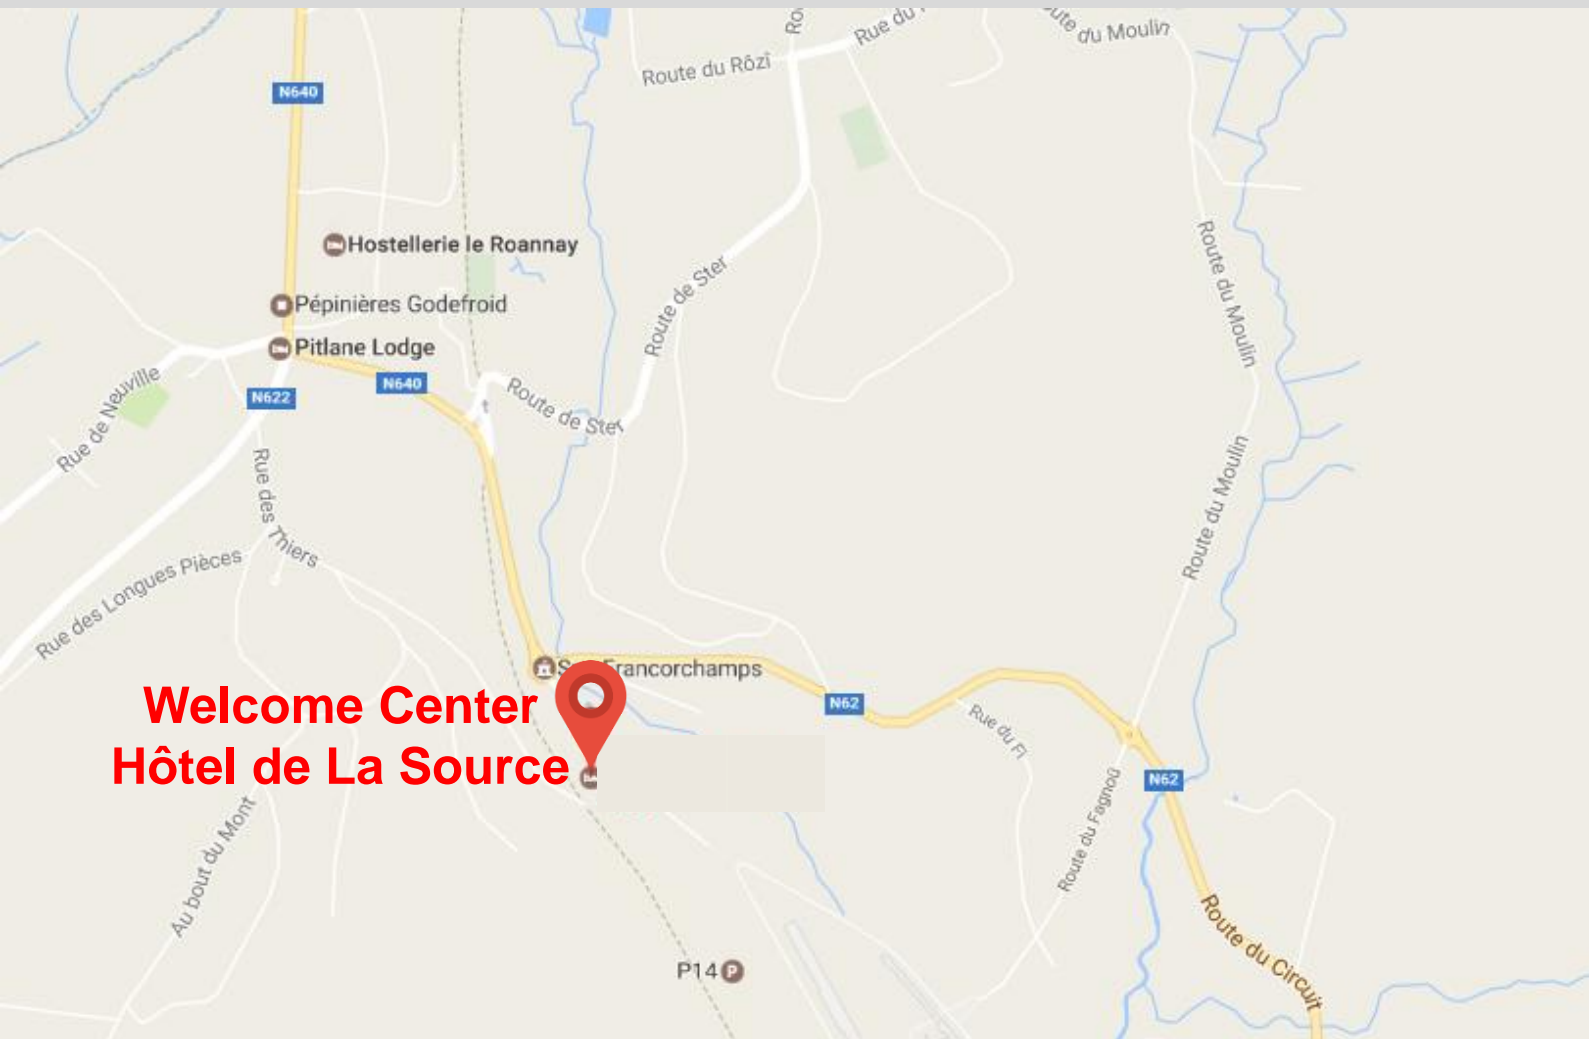 Route du Rôzî
Rue du
Route du Moulin
N640
Hostellerie le Roannay
Route de Ster
Route du Moulin
Pépinières Godefroid
Pitlane Lodge
N640
N622
Rue de Neuville
Route de Ster
Rue des Thiers
Route du Moulin
Rue des Longues Pièces
Francorchamps
Welcome Center
Hôtel de La Source
N62
Rue du Fi
N62
Route du Fagnoû
Au bout du Mont
Route du Circuit
P14 P